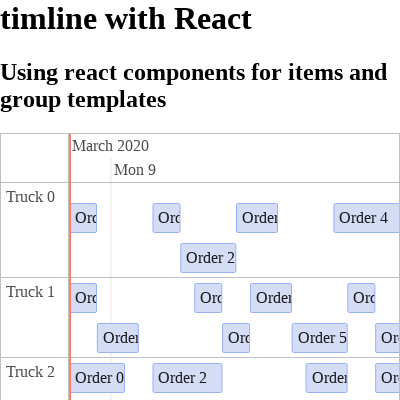 timline with React
Using react components for items and
group templates
March 2020
Mon 9
Truck 0
Ord Ord Order Order 4
Order 2
Truck 1
Ord Ord Order Ord
Order Ord Order 5 Or
Truck 2
Order 0 Order 2 Order Or